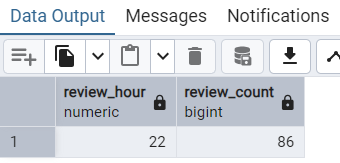 Data Output Messages Notifications
review_hour review_count
numeric bigint
1 22 86